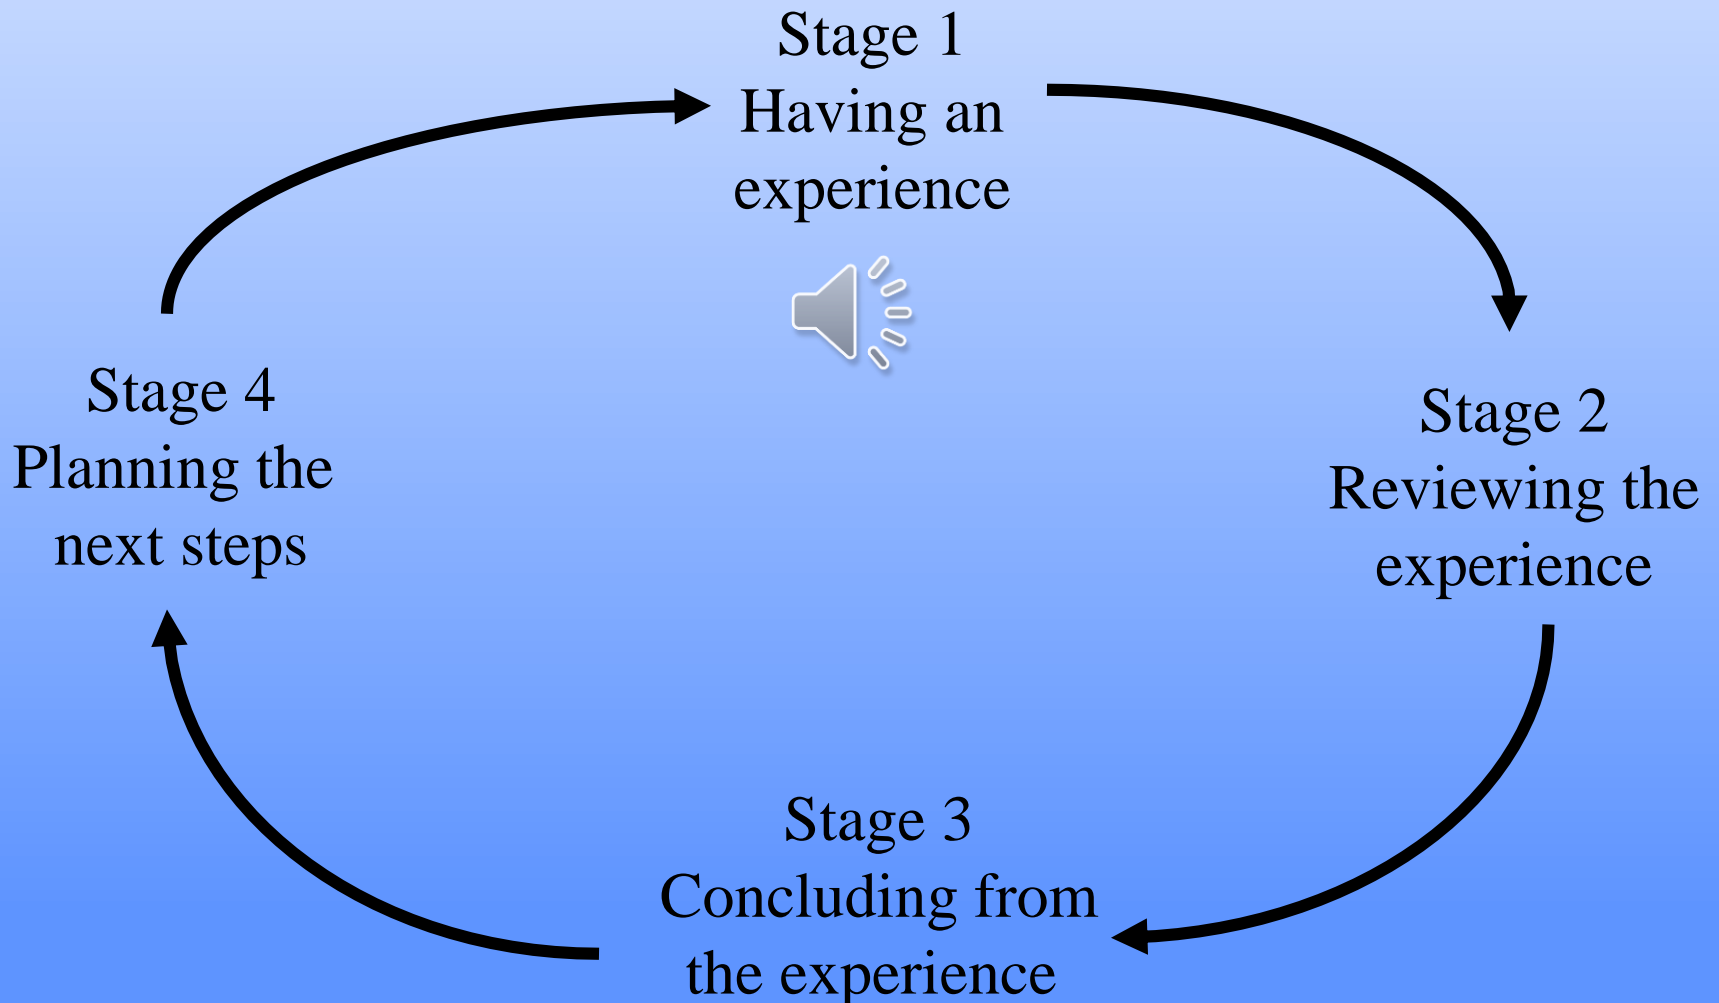 Stage 1
Having an
experience
Stage 2
Reviewing the
experience
Stage 3
Concluding from
the experience
Stage 4
Planning the
next steps